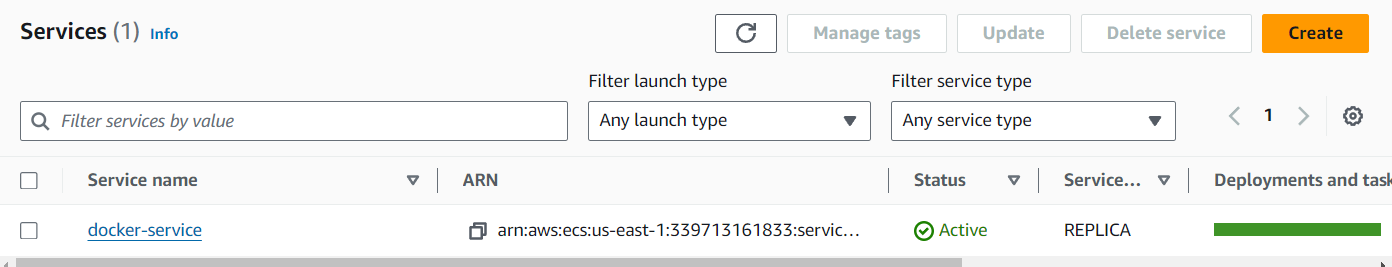 Services (1) Info
Manage tags Update Delete service Create
Filter launch type Filter service type
Filter services by value Any launch type Any service type 1
Service name ARN Status Service... Deployments and task
docker-service arn:aws:ecs:us-east-1:339713161833:servic... Active REPLICA